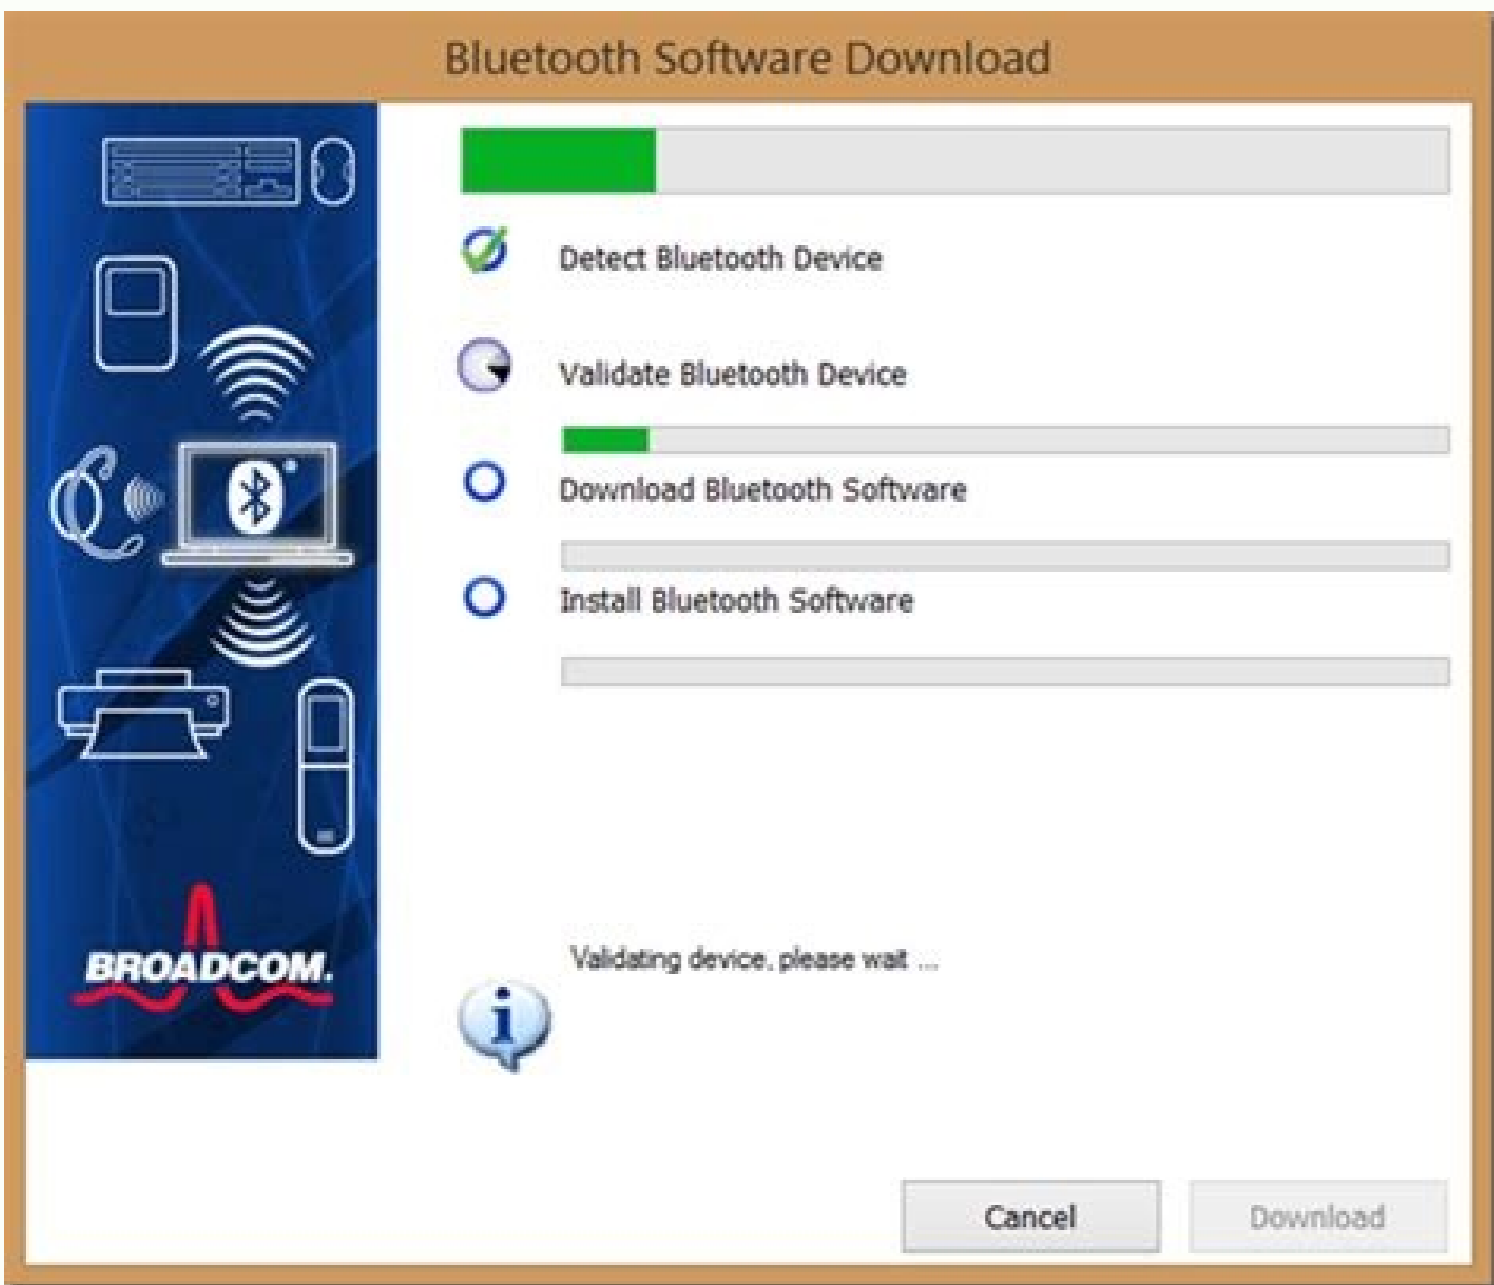 Bluetooth Software Download
Detect Bluetooth Device
Validate Bluetooth Device
Download Bluetooth Software
Install Bluetooth Software
BROADCOM.
Validating device, please wait ...
Cancel
Download